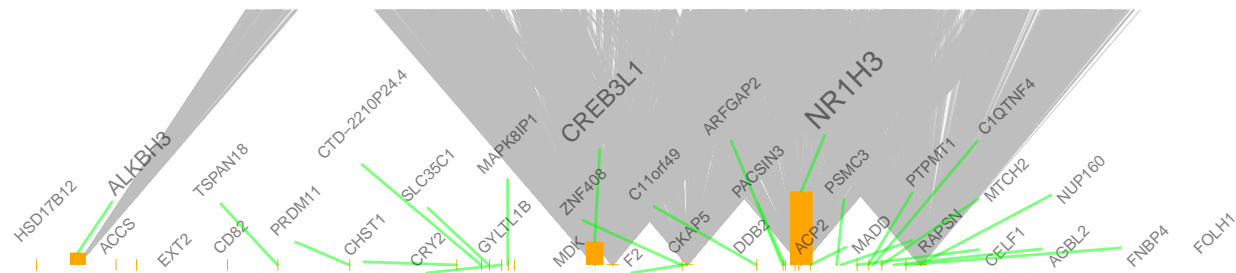 HSD17B12
ALKBH3
ACCS
EXT2
TSPAN18
CD82
PRDM11
CTD-2210P24.4
CHST1
SLC35C1
CRY2
MAPK8IP1
GYLTL1B
CREB3L1
ZNF408
MDK
F2
C11orf49
CKAP5
ARFGAP2
PACSIN3
DDB2
NR1H3
ACP2
PSMC3
MADD
PTPMT1
RAPSN
C1QTNF4
MTCH2
CELF1
NUP160
AGBL2
FNBP4
FOLH1